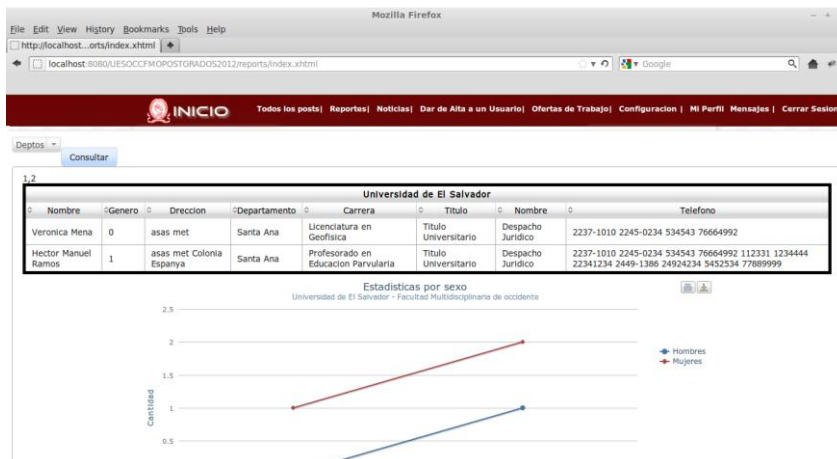 Mozilla Firefox
File Edit View History Bookmarks Tools Help
http://localhost...orts/index.xhtml
localhost:8080/UESOCCFMOPOSTGRADOS2012/reports/index.xhtml
Google
INICIO Todos los posts| Reportes| Noticias| Dar de Alta a un Usuario| Ofertas de Trabajo| Configuracion | Mi Perfil Mensajes | Cerrar Sesion
Deptos
Consultar
1,2
Universidad de El Salvador
Nombre Genero Dreccion Departamento Carrera Titulo Nombre Telefono
Veronica Mena 0 asas met Santa Ana Licenciatura en Geofisica Titulo Universitario Despacho Juridico 2237-1010 2245-0234 534543 76664992
Hector Manuel Ramos 1 asas met Colonia Espanya Santa Ana Profesorado en Educacion Parvularia Titulo Universitario Despacho Juridico 2237-1010 2245-0234 534543 76664992 112331 1234444 22341234 2449-1386 24924234 5452534 77889999
Estadisticas por sexo
Universidad de El Salvador - Facultad Multidisciplinaria de occidente
2.5
2
1.5
1
0.5
Cantidad
Hombres
Mujeres